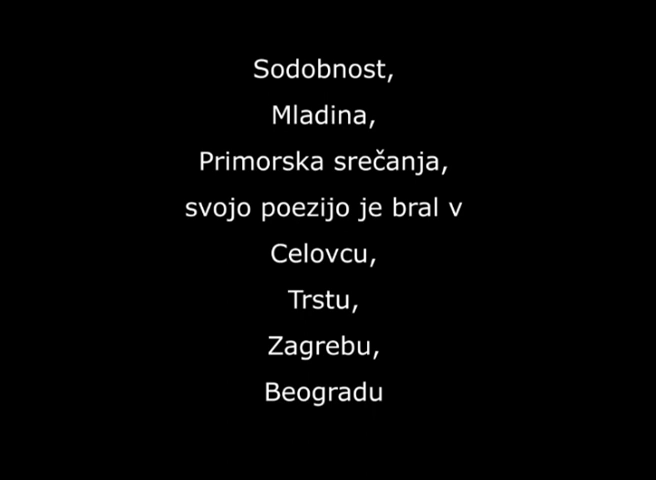 Sodobnost,
Mladina,
Primorska srečanja,
svojo poezijo je bral v
Celovcu,
Trstu,
Zagrebu,
Beogradu